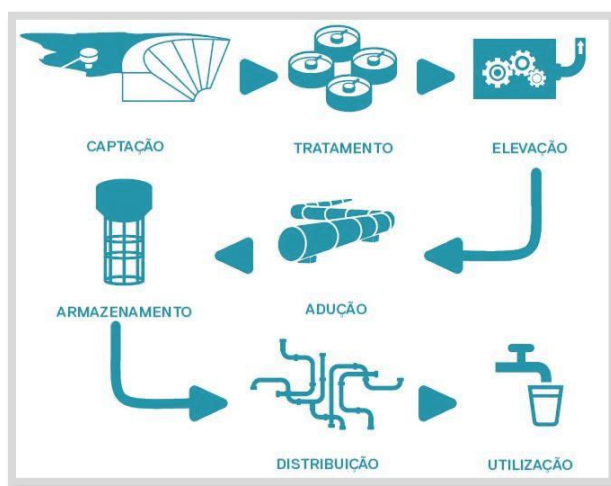 CAPTAÇÃO
TRATAMENTO
ELEVAÇÃO
ARMAZENAMENTO
ADUÇÃO
DISTRIBUIÇÃO
UTILIZAÇÃO